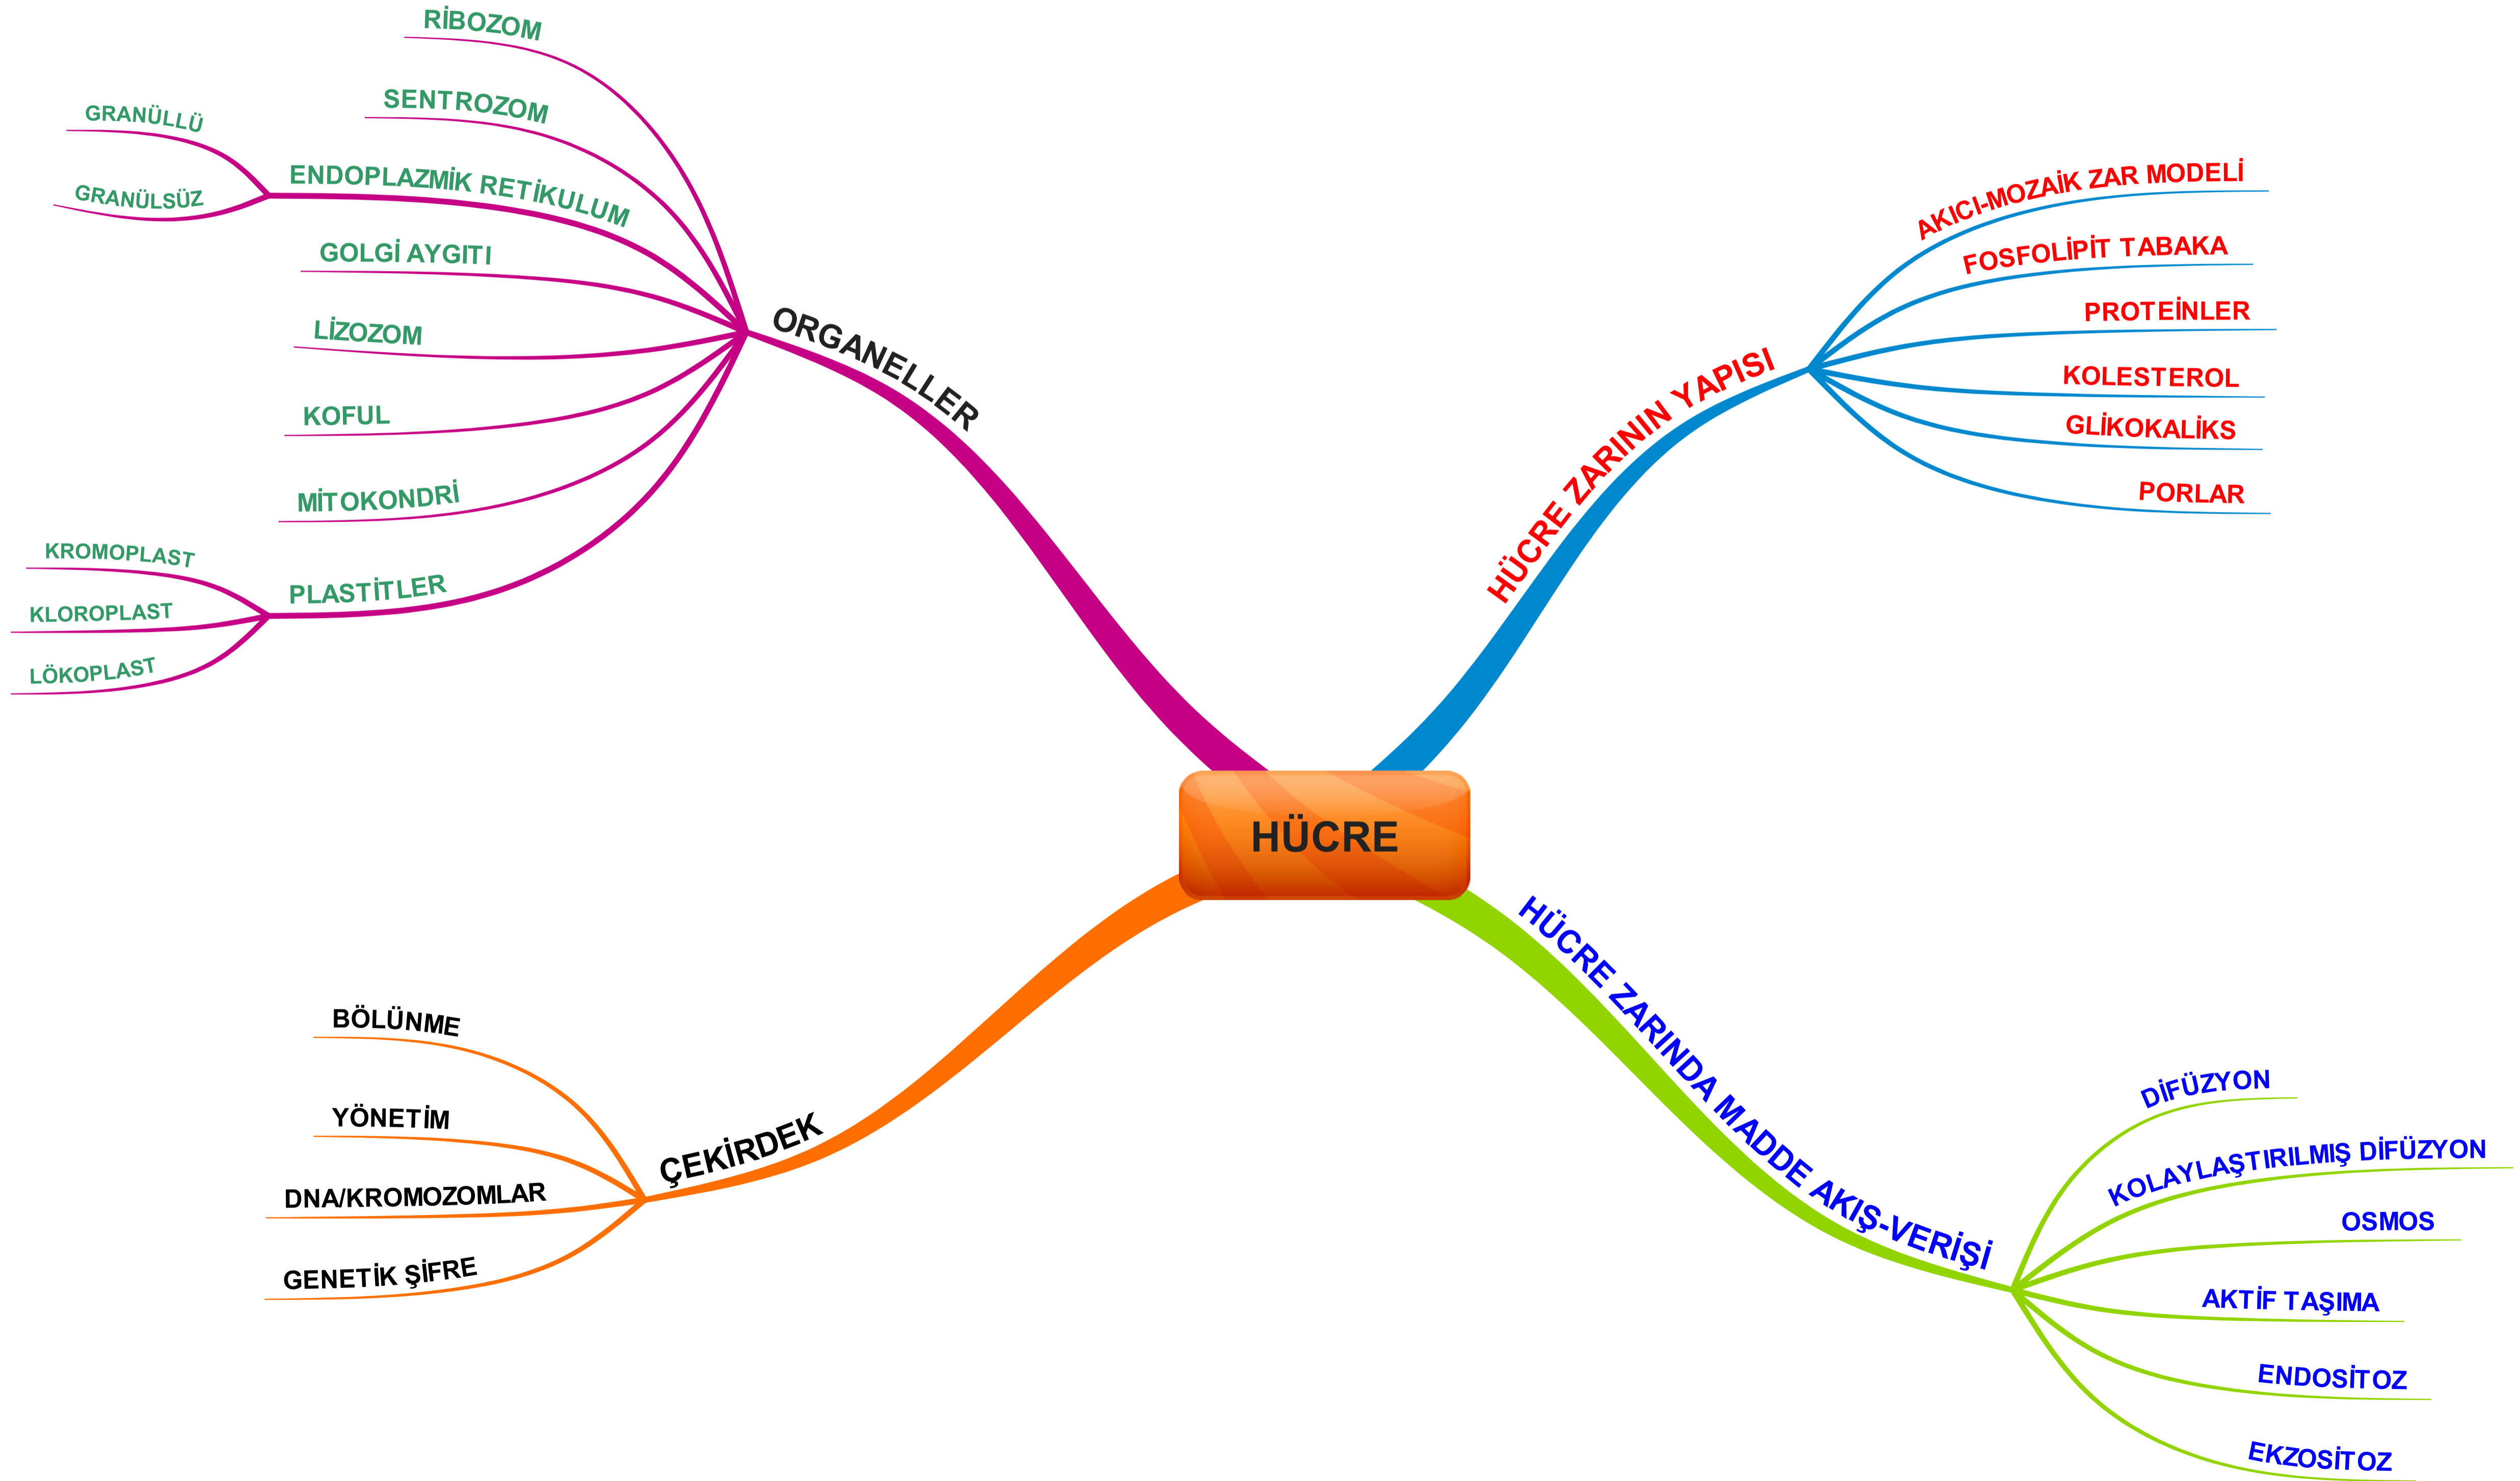 HÜCRE
HÜCRE ZARININ YAPISI
AKICI-MOZAİK ZAR MODELİ
FOSFOLİPİT TABAKA
PROTEİNLER
KOLESTEROL
GLİKOKALİKS
PORLAR
HÜCRE ZARINDA MADDE AKIŞ-VERİŞİ
DİFÜZYON
KOLAYLAŞTIRILMIŞ DİFÜZYON
OSMOS
AKTİF TAŞIMA
ENDOSİTOZ
EKZOSİTOZ
ÇEKİRDEK
BÖLÜNME
YÖNETİM
DNA/KROMOZOMLAR
GENETİK ŞİFRE
ORGANELLER
RİBOZOM
SENTROZOM
ENDOPLAZMİK RETİKULUM
GRANÜLLÜ
GRANÜLSÜZ
GOLGİ AYGITI
LİZOZOM
KOFUL
MİTOKONDRİ
PLASTİTLER
KROMOPLAST
KLOROPLAST
LÖKOPLAST